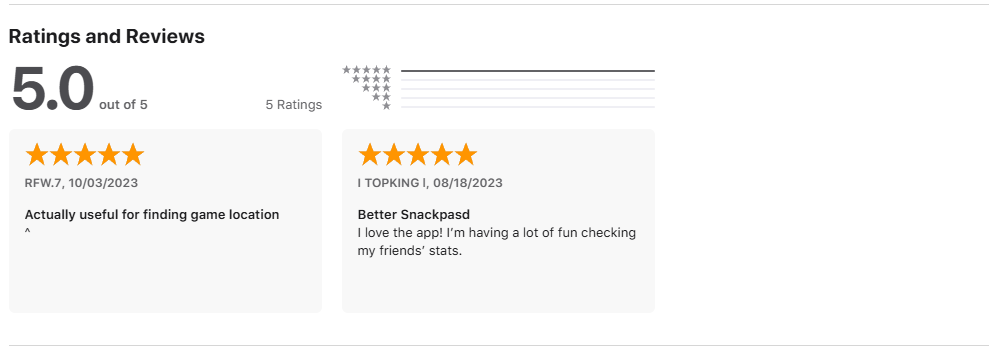 Ratings and Reviews
5.0 out of 5
5 Ratings
RFW.7, 10/03/2023
Actually useful for finding game location
^
I TOPKING l, 08/18/2023
Better Snackpasd
I love the app! I’m having a lot of fun checking
my friends’ stats.